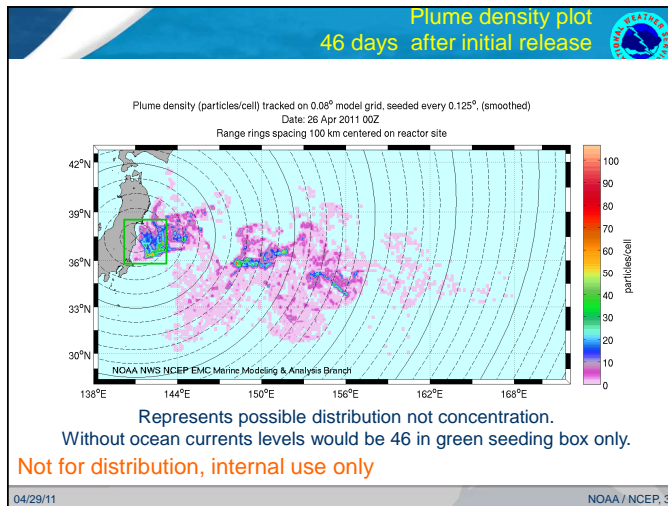 Plume density plot
46 days after initial release
NATIONAL WEATHER SERVICE
Plume density (particles/cell) tracked on 0.08° model grid, seeded every 0.125°, (smoothed)
Date: 26 Apr 2011 00Z
Range rings spacing 100 km centered on reactor site
42°N
39°N
36°N
33°N
30°N
138°E
144°E
150°E
156°E
162°E
168°E
NOAA NWS NCEP EMC Marine Modeling & Analysis Branch
100
90
80
70
60
50
40
30
20
10
0
particles/cell
Represents possible distribution not concentration.
Without ocean currents levels would be 46 in green seeding box only.
Not for distribution, internal use only
04/29/11
NOAA / NCEP, 3